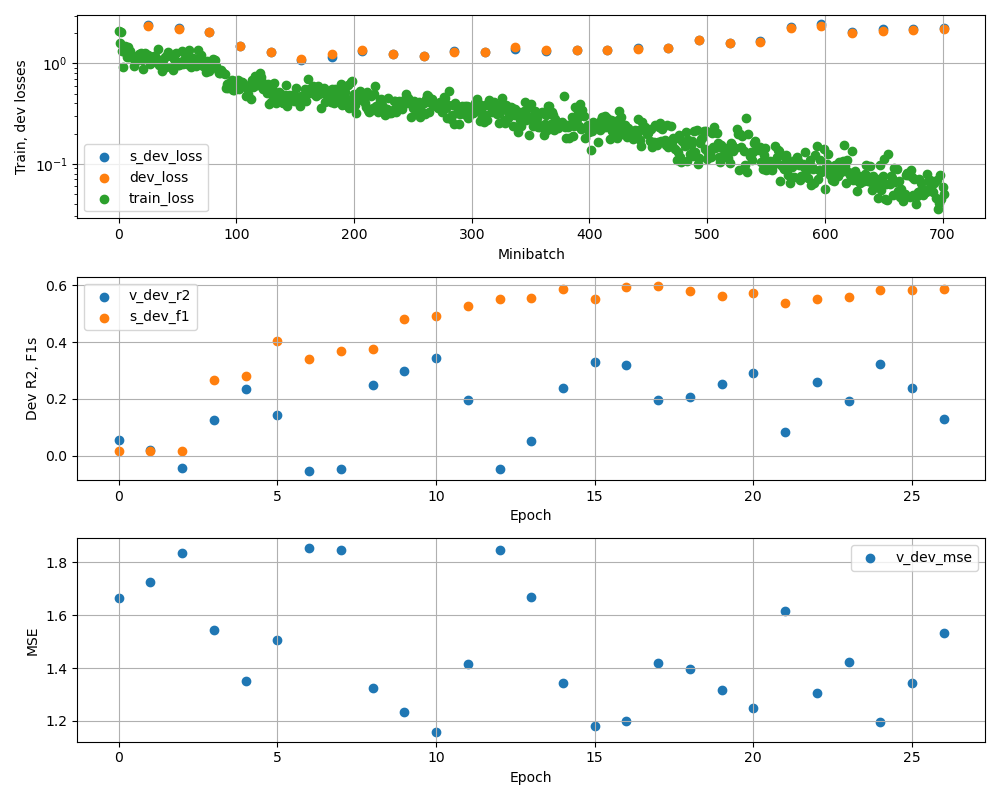 Train, dev losses
10⁰
10⁻¹
s_dev_loss
dev_loss
train_loss
0 100 200 300 400 500 600 700
Minibatch
Dev R2, F1s
0.6
0.4
0.2
0.0
v_dev_r2
s_dev_f1
0 5 10 15 20 25
Epoch
MSE
1.8
1.6
1.4
1.2
v_dev_mse
0 5 10 15 20 25
Epoch